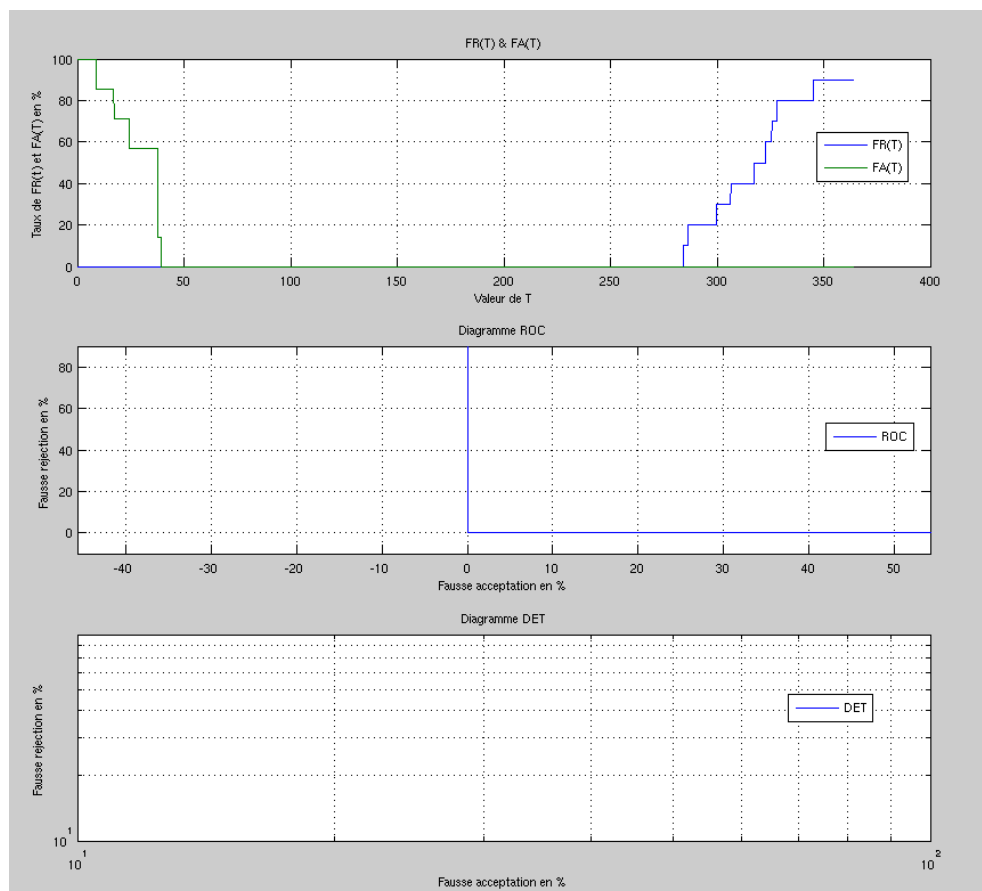 FR(T) & FA(T)
Taux de FR(t) et FA(T) en %
100
80
60
40
20
0
0 50 100 150 200 250 300 350 400
Valeur de T
FR(T)
FA(T)
Diagramme ROC
Fausse rejection en %
80
60
40
20
0
-40 -30 -20 -10 0 10 20 30 40 50
Fausse acceptation en %
ROC
Diagramme DET
Fausse rejection en %
10^1
10^1 10^2
Fausse acceptation en %
DET